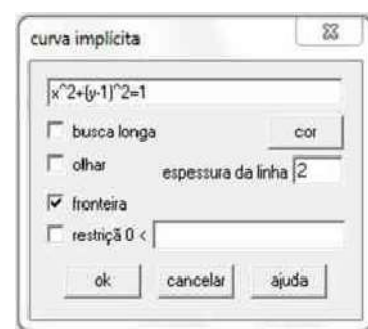 curva implícita
x^2+(y-1)^2=1
busca longa
cor
olhar
espessura da linha 2
fronteira
restriçã 0 <
ok
cancelar
ajuda